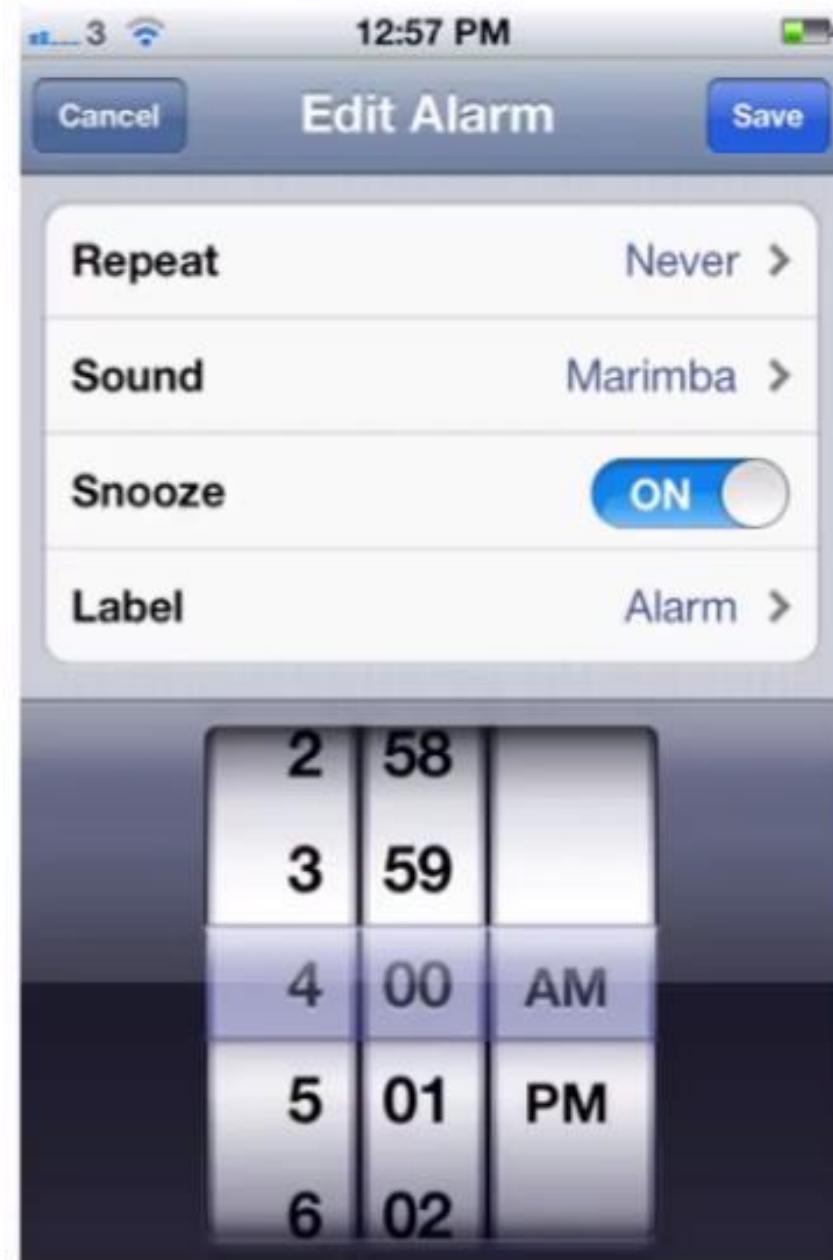 3 12:57 PM
Cancel Edit Alarm Save
Repeat Never >
Sound Marimba >
Snooze ON
Label Alarm >
2 58
3 59
4 00 AM
5 01 PM
6 02